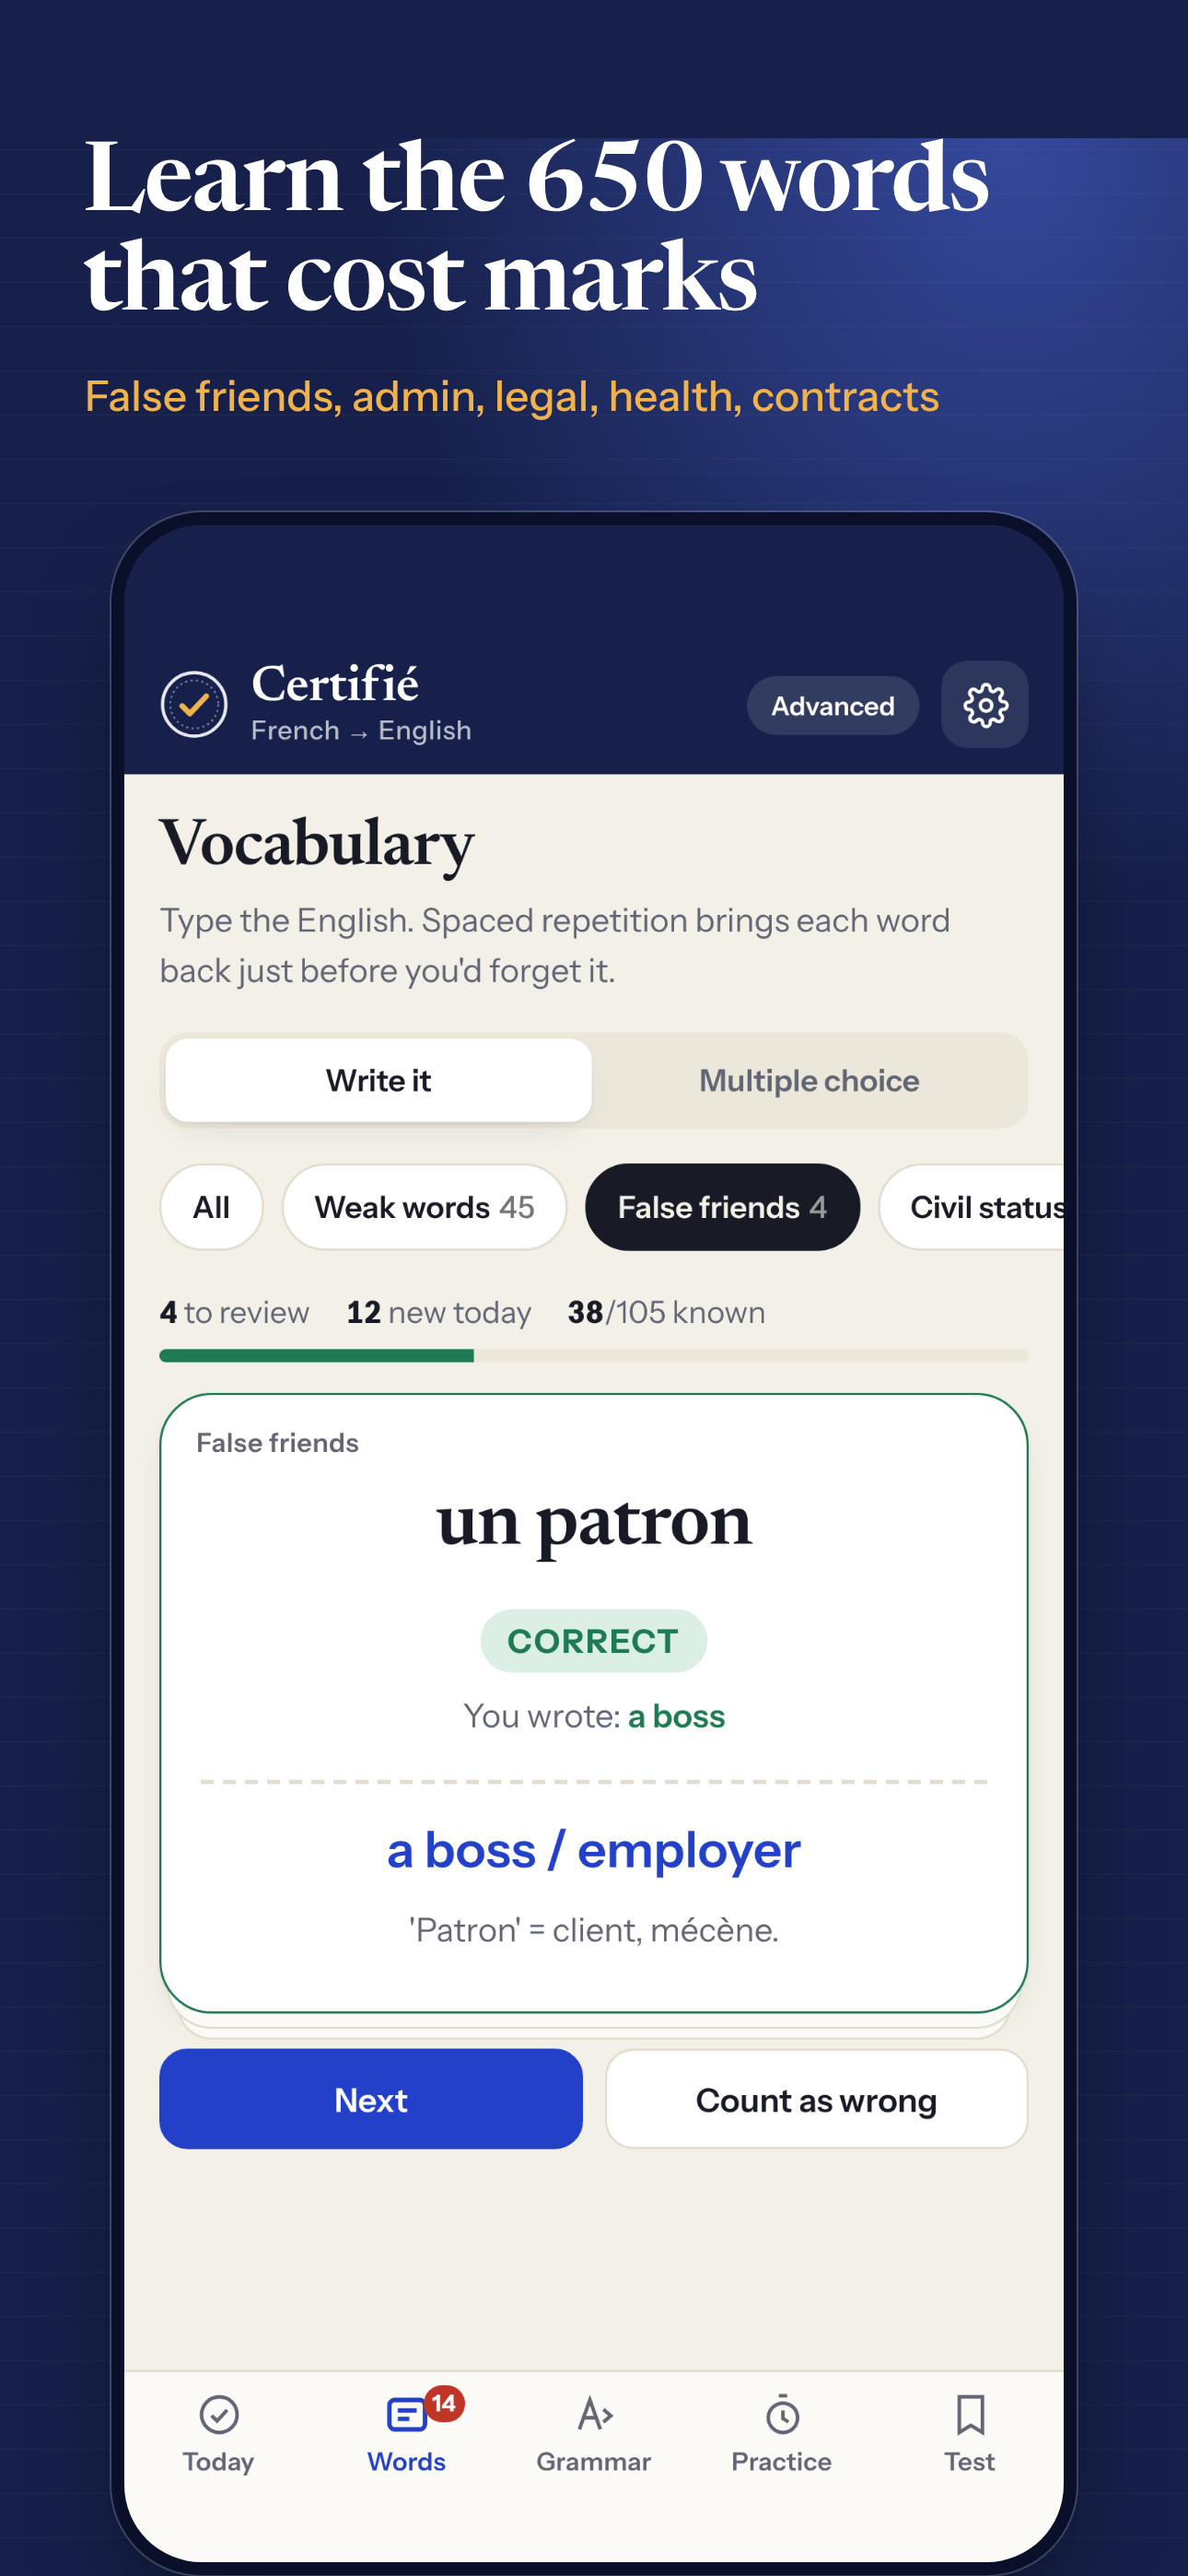 Learn the 650 words
that cost marks
False friends, admin, legal, health, contracts
Certifié
French → English
Advanced
Vocabulary
Type the English. Spaced repetition brings each word
back just before you'd forget it.
Write it
Multiple choice
All
Weak words 45
False friends 4
Civil status
4 to review 12 new today 38/105 known
False friends
un patron
CORRECT
You wrote: a boss
a boss / employer
'Patron' = client, mécène.
Next
Count as wrong
14
Today
Words
Grammar
Practice
Test